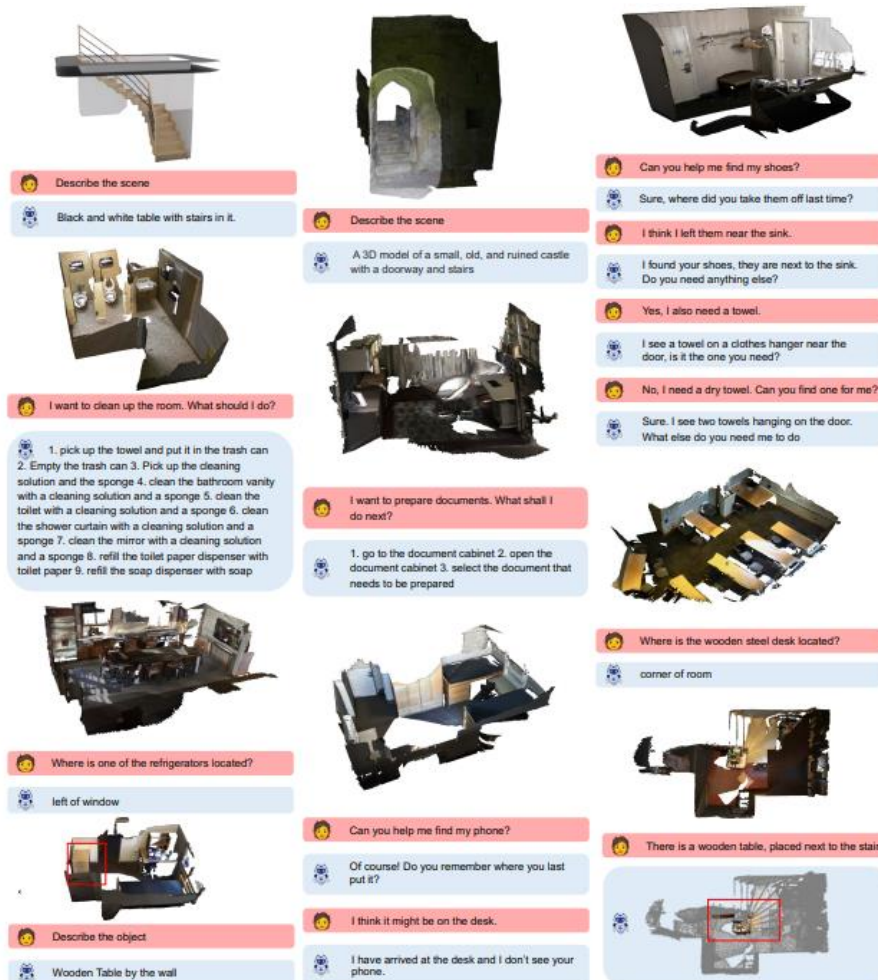 Describe the scene
Black and white table with stairs in it.
I want to clean up the room. What should I do?
1. pick up the towel and put it in the trash can
2. Empty the trash can 3. Pick up the cleaning
solution and the sponge 4. clean the bathroom vanity
with a cleaning solution and a sponge 5. clean the
toilet with a cleaning solution and a sponge 6. clean
the shower curtain with a cleaning solution and a
sponge 7. clean the mirror with a cleaning solution
and a sponge 8. refill the toilet paper dispenser with
toilet paper 9. refill the soap dispenser with soap
Where is one of the refrigerators located?
left of window
Describe the object
Wooden Table by the wall
Describe the scene
A 3D model of a small, old, and ruined castle
with a doorway and stairs
I want to prepare documents. What shall I
do next?
1. go to the document cabinet 2. open the
document cabinet 3. select the document that
needs to be prepared
Can you help me find my phone?
Of course! Do you remember where you last
put it?
I think it might be on the desk.
I have arrived at the desk and I don't see your
phone.
Can you help me find my shoes?
Sure, where did you take them off last time?
I think I left them near the sink.
I found your shoes, they are next to the sink.
Do you need anything else?
Yes, I also need a towel.
I see a towel on a clothes hanger near the
door, is it the one you need?
No, I need a dry towel. Can you find one for me?
Sure. I see two towels hanging on the door.
What else do you need me to do
Where is the wooden steel desk located?
corner of room
There is a wooden table, placed next to the stair